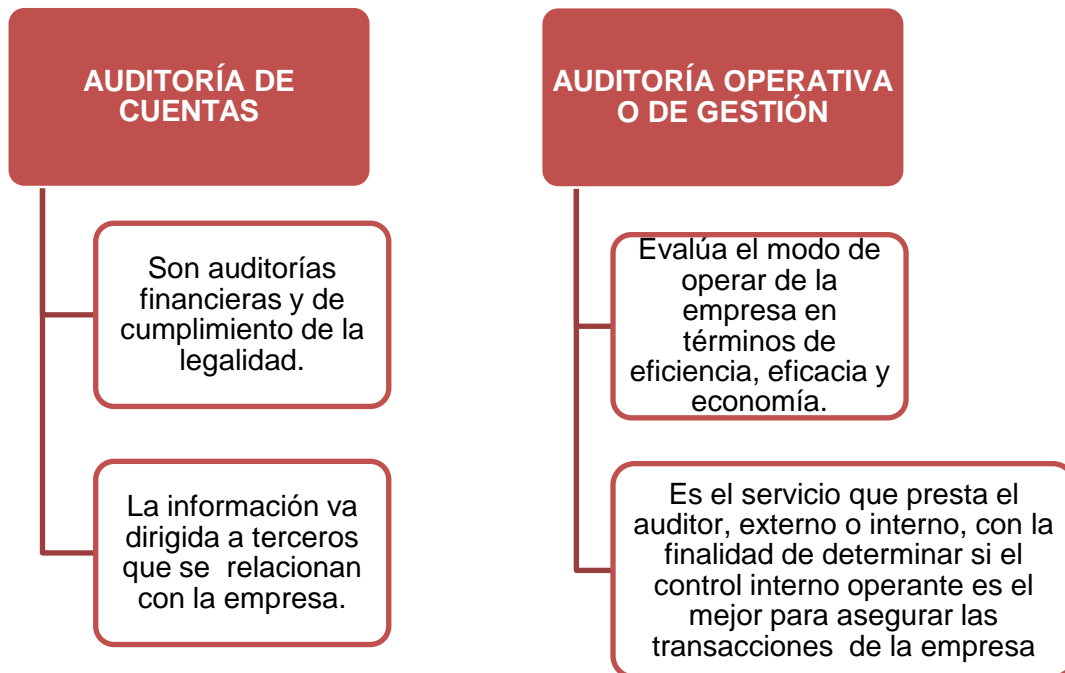 AUDITORÍA DE
CUENTAS
Son auditorías
financieras y de
cumplimiento de la
legalidad.
La información va
dirigida a terceros
que se  relacionan
con la empresa.
AUDITORÍA OPERATIVA
O DE GESTIÓN
Evalúa el modo de
operar de la
empresa en
términos de
eficiencia, eficacia y
economía.
Es el servicio que presta el
auditor, externo o interno, con la
finalidad de determinar si el
control interno operante es el
mejor para asegurar las
transacciones  de la empresa